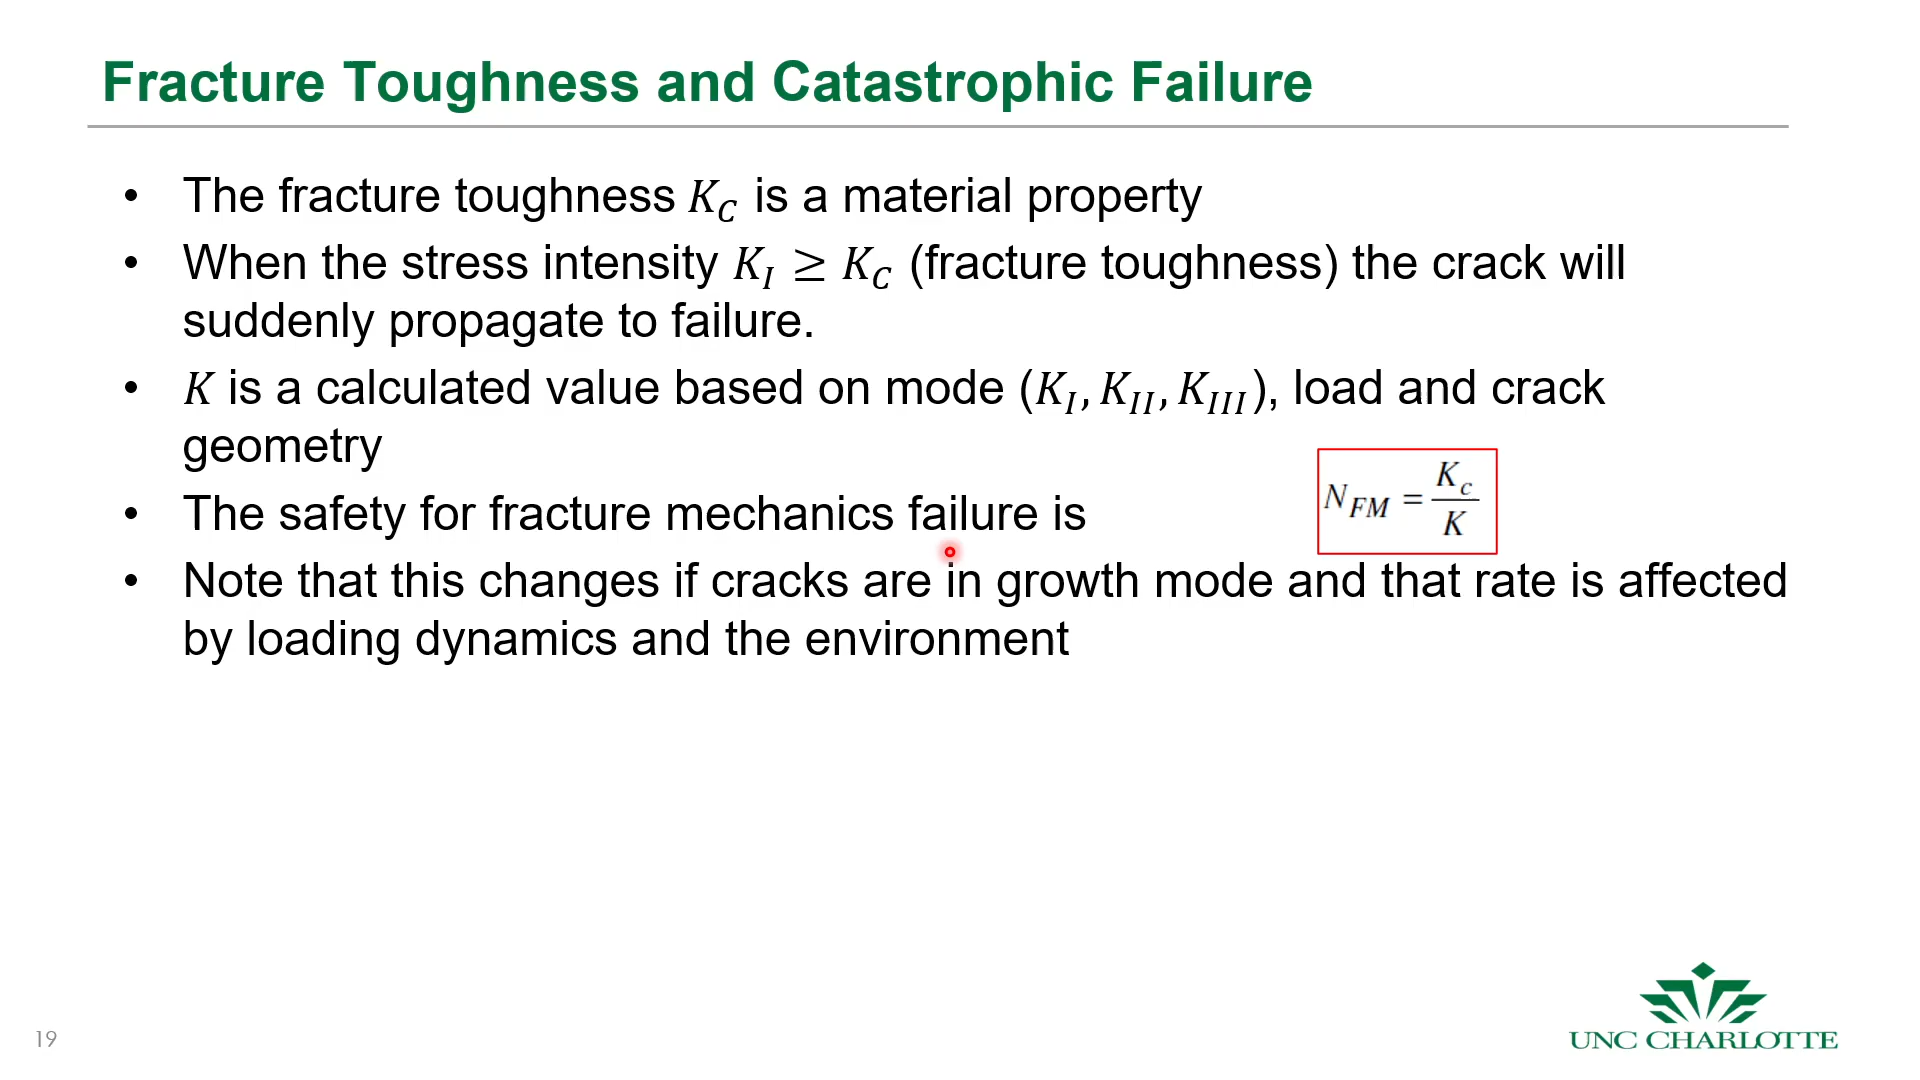 Fracture Toughness and Catastrophic Failure
• The fracture toughness K_C is a material property
• When the stress intensity K_I ≥ K_C (fracture toughness) the crack will
suddenly propagate to failure.
• K is a calculated value based on mode (K_I, K_II, K_III), load and crack
geometry
• The safety for fracture mechanics failure is
N_FM = K_c / K
• Note that this changes if cracks are in growth mode and that rate is affected
by loading dynamics and the environment
19
UNC CHARLOTTE